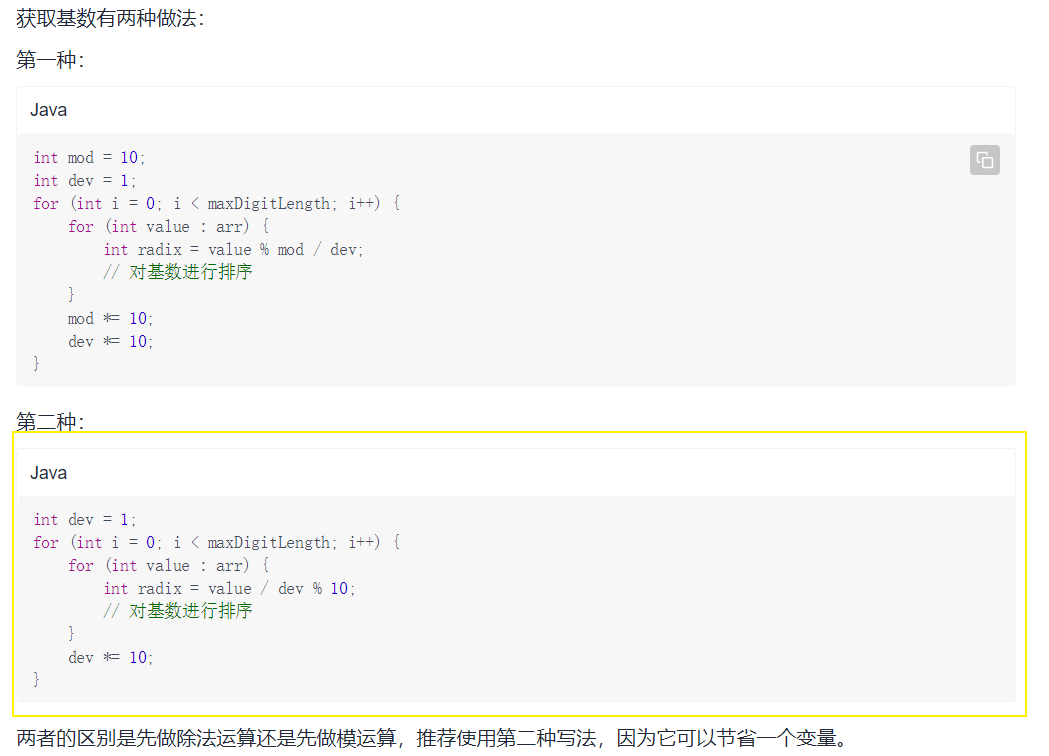 获取基数有两种做法：
第一种：
Java
int mod = 10;
int dev = 1;
for (int i = 0; i < maxDigitLength; i++) {
    for (int value : arr) {
        int radix = value % mod / dev;
        // 对基数进行排序
    }
    mod *= 10;
    dev *= 10;
}
第二种：
Java
int dev = 1;
for (int i = 0; i < maxDigitLength; i++) {
    for (int value : arr) {
        int radix = value / dev % 10;
        // 对基数进行排序
    }
    dev *= 10;
}
两者的区别是先做除法运算还是先做模运算，推荐使用第二种写法，因为它可以节省一个变量。